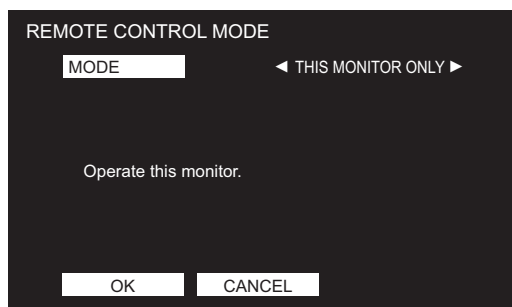 REMOTE CONTROL MODE
MODE ◄ THIS MONITOR ONLY ►
Operate this monitor.
OK CANCEL